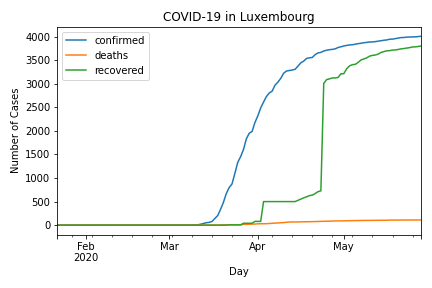 COVID-19 in Luxembourg
confirmed
deaths
recovered
Number of Cases
4000
3500
3000
2500
2000
1500
1000
500
0
Feb Mar Apr May
2020
Day